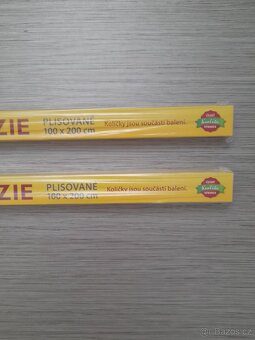 ZIE
PLISOVANÉ
100 x 200 cm
Kolíčky jsou součástí balení.
ZIE
PLISOVANÉ
100 x 200 cm
Kolíčky jsou součástí balení.
Bazos.cz